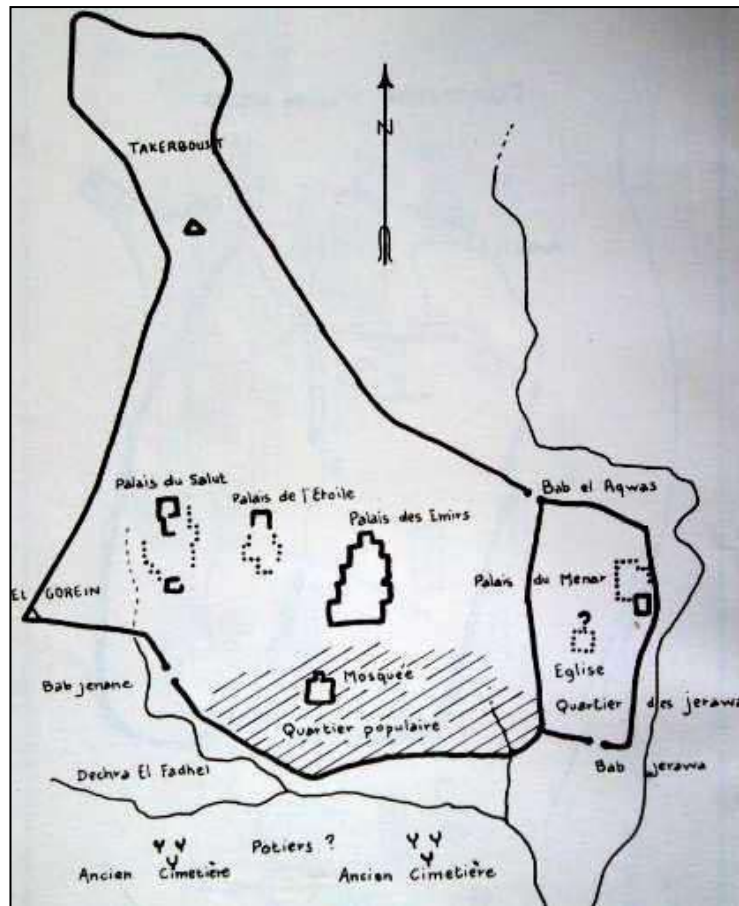 N
TAKERBOUST
Palais du Salut
Palais de l'Etoile
Palais des Emirs
Bab el Aqwas
EL GOREIN
Palais du Menar
?
Eglise
Mosquée
Bab jenane
Quartier populaire
Quartier des jerawa
Dechra El Fadhel
Bab jerawa
Potiers ?
Ancien Cimetière
Ancien Cimetière